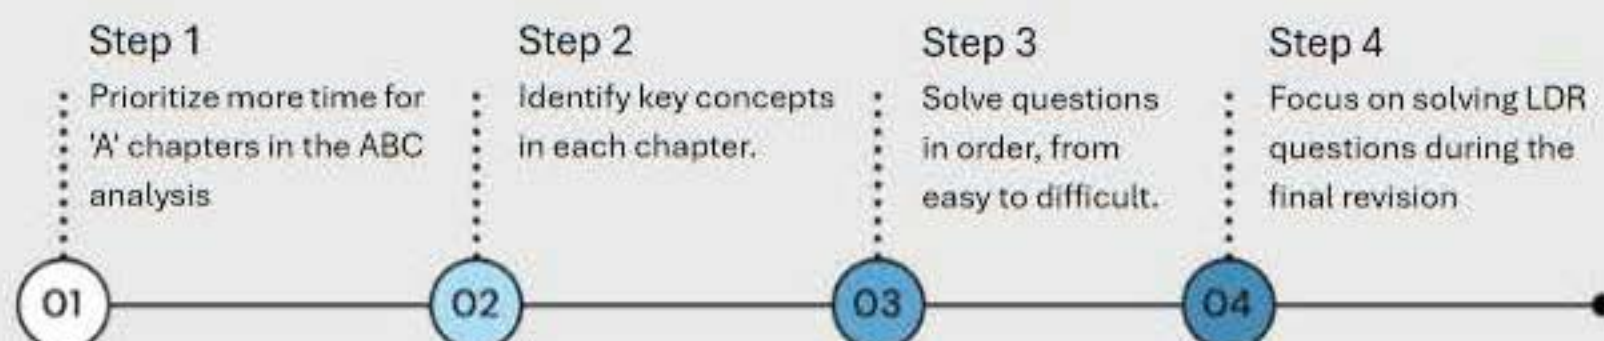 Step 1
Prioritize more time for
'A' chapters in the ABC
analysis
Step 2
Identify key concepts
in each chapter.
Step 3
Solve questions
in order, from
easy to difficult.
Step 4
Focus on solving LDR
questions during the
final revision
01
02
03
04